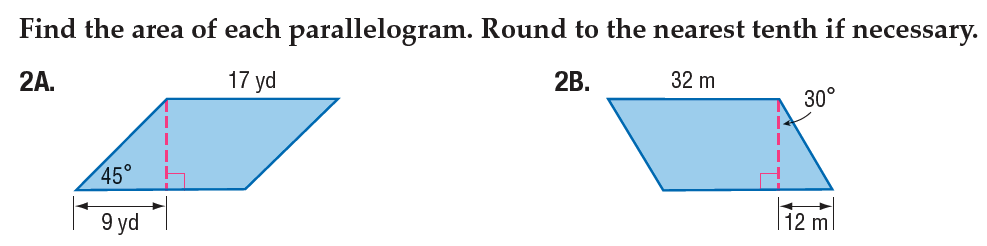 Find the area of each parallelogram. Round to the nearest tenth if necessary.
2A.
17 yd
45°
9 yd
2B.
32 m
30°
12 m